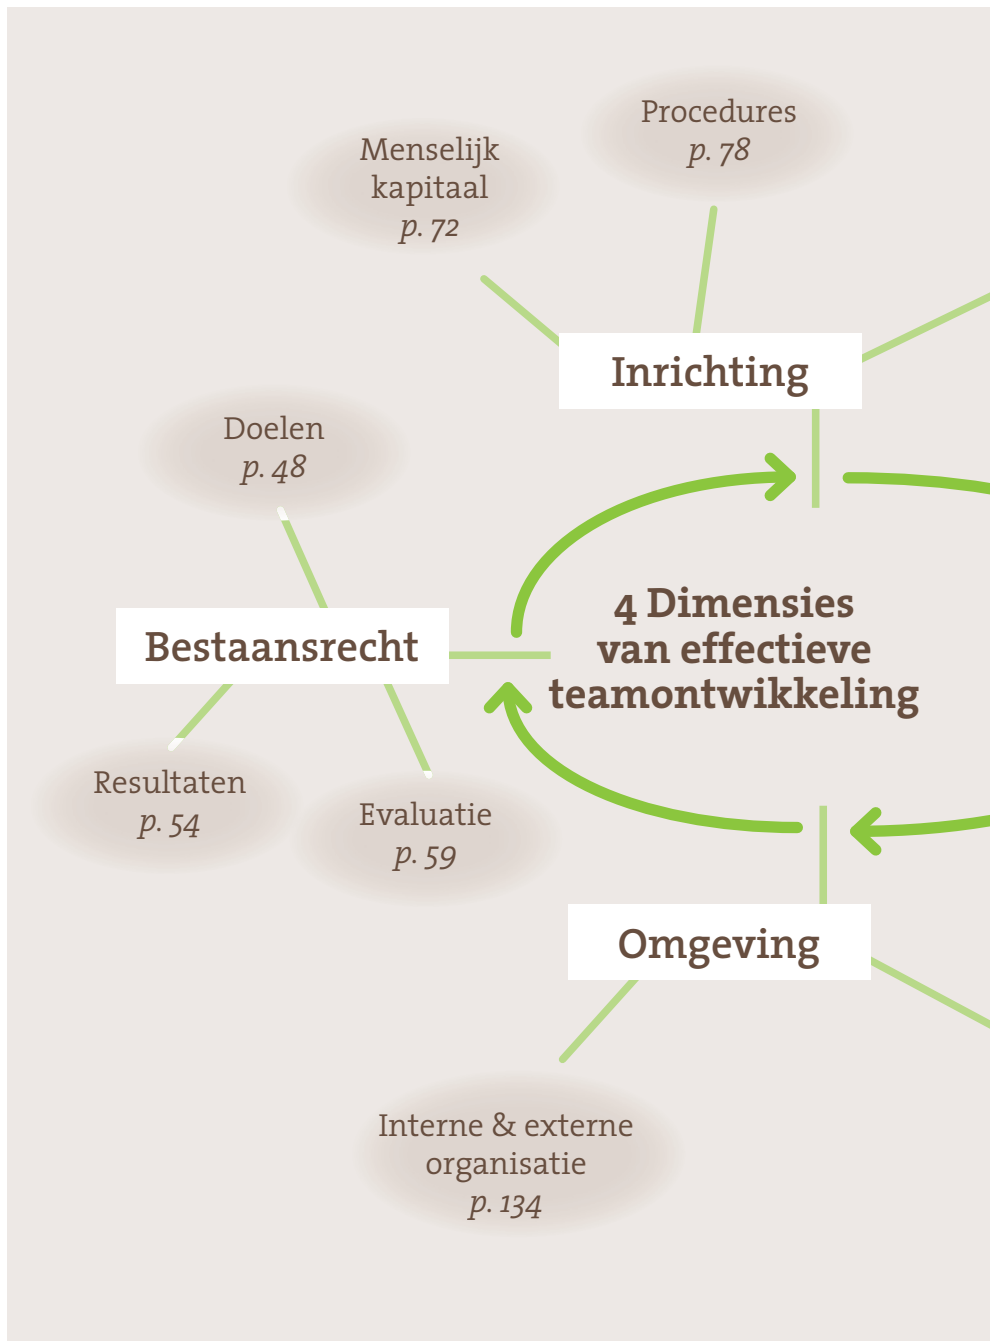 Procedures
p. 78
Menselijk
kapitaal
p. 72
Inrichting
Doelen
p. 48
4 Dimensies
van effectieve
teamontwikkeling
Bestaansrecht
Resultaten
p. 54
Evaluatie
p. 59
Omgeving
Interne & externe
organisatie
p. 134